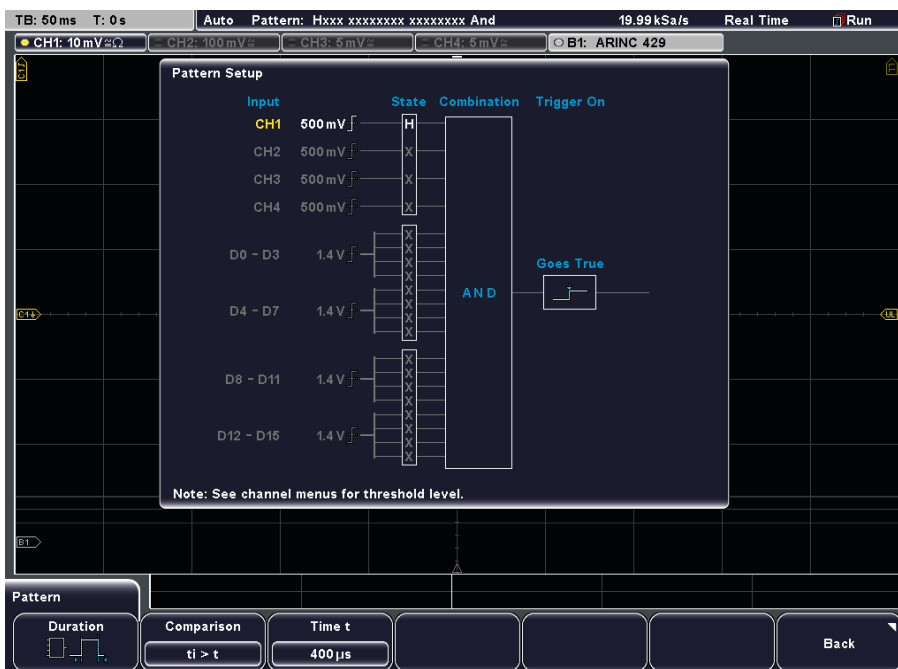 TB: 50 ms T: 0 s Auto Pattern: Hxxx xxxxxxxx xxxxxxxx And 19.99 kSa/s Real Time Run
CH1: 10 mV≅Ω CH2: 100 mV≅ CH3: 5 mV≅ CH4: 5 mV≅ B1: ARINC 429
C1
TL
Pattern Setup
Input State Combination Trigger On
CH1 500 mV H
CH2 500 mV X
CH3 500 mV X
CH4 500 mV X
X
D0 - D3 1.4 V X
X
X
Goes True
X
AND
D4 - D7 1.4 V X
X
X
C1
UL
X
D8 - D11 1.4 V X
X
X
X
D12 - D15 1.4 V X
X
X
Note: See channel menus for threshold level.
B1
Pattern
Duration Comparison Time t
ti > t 400 µs Back